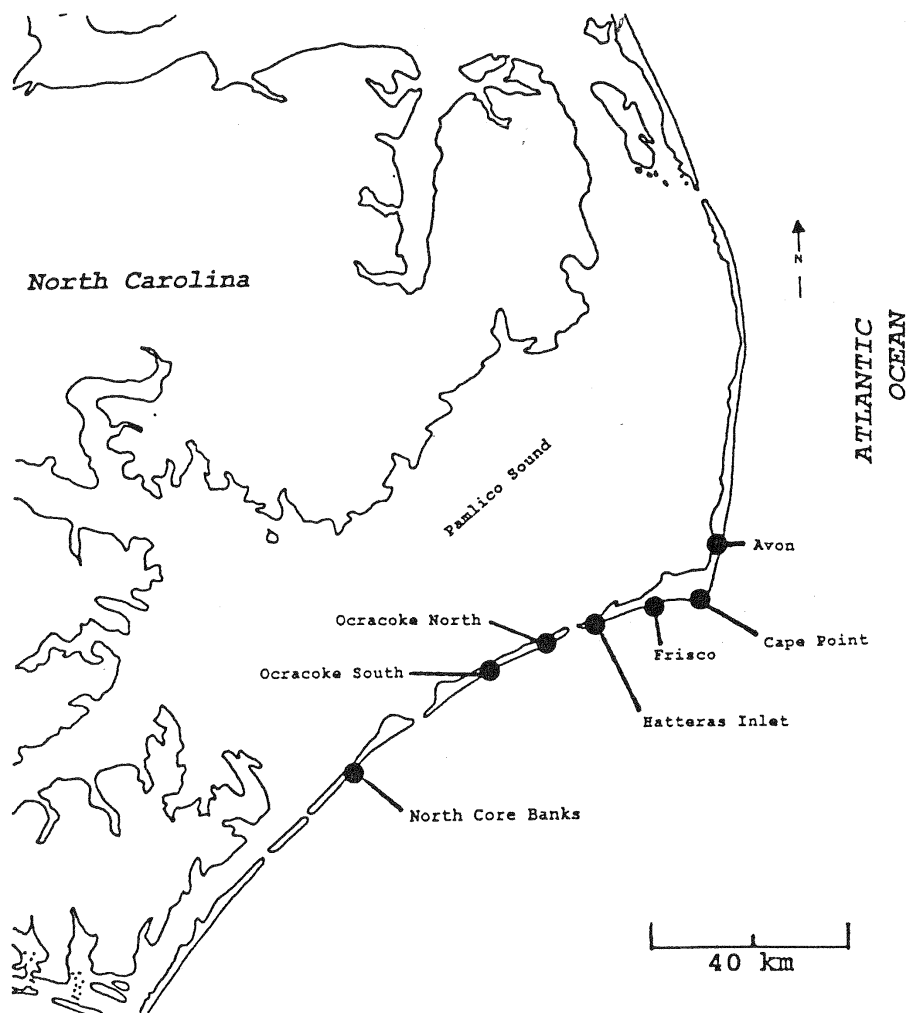 North Carolina
N
ATLANTIC
OCEAN
Pamlico Sound
Avon
Ocracoke North
Cape Point
Frisco
Ocracoke South
Hatteras Inlet
North Core Banks
40 km